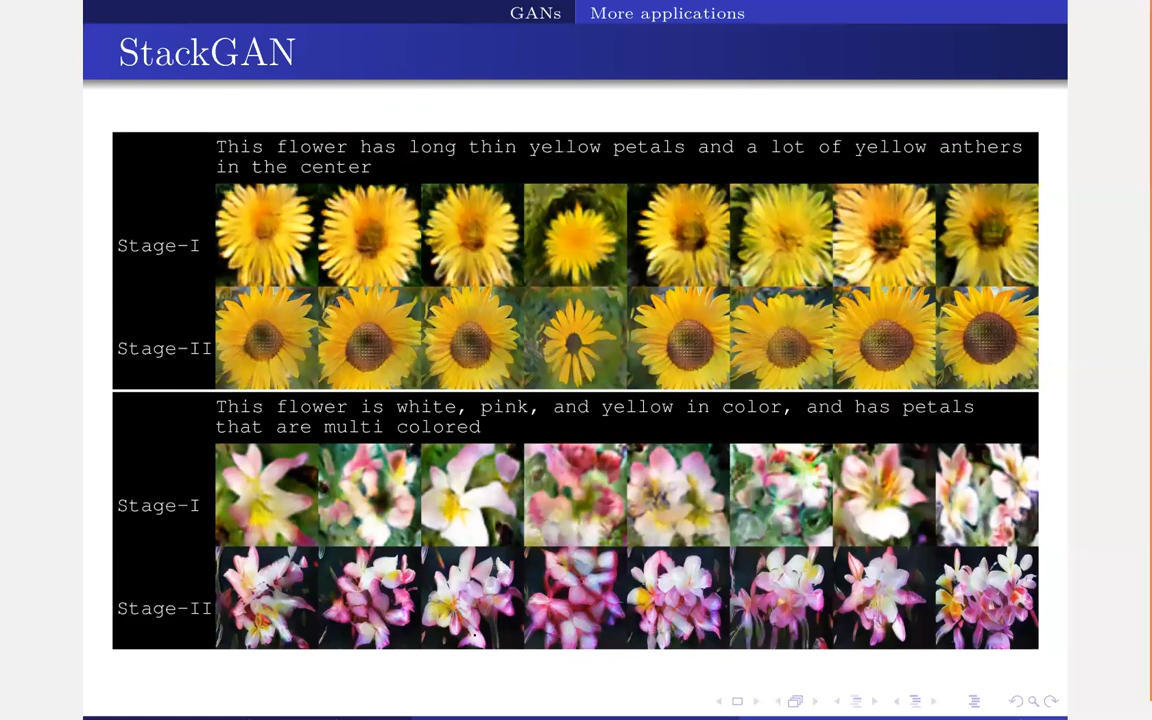 GANs More applications
StackGAN
This flower has long thin yellow petals and a lot of yellow anthers
in the center
Stage-I
Stage-II
This flower is white, pink, and yellow in color, and has petals
that are multi colored
Stage-I
Stage-II